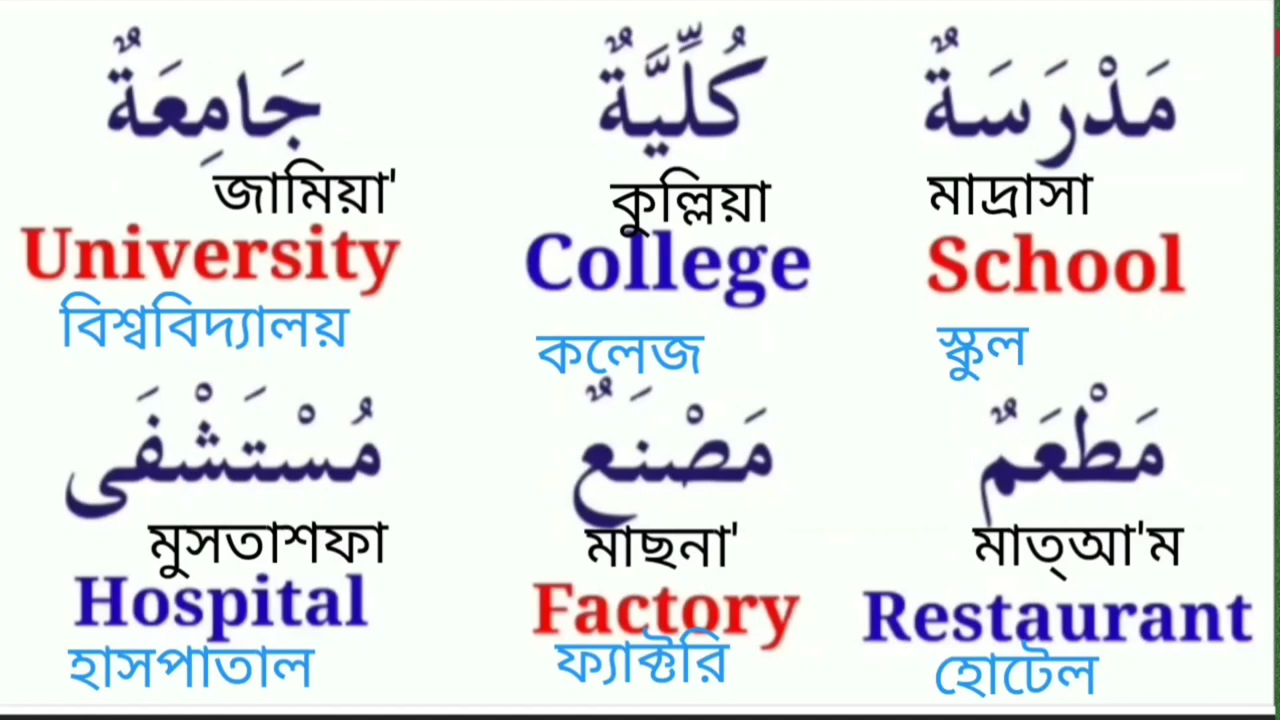 جَامِعَةٌ
জামিয়া'
University
বিশ্ববিদ্যালয়
كُلِّيَّةٌ
কুল্লিয়া
College
কলেজ
مَدْرَسَةٌ
মাদ্রাসা
School
স্কুল
مُسْتَشْفَى
মুসতাশফা
Hospital
হাসপাতাল
مَصْنَعٌ
মাছনা'
Factory
ফ্যাক্টরি
مَطْعَمٌ
মাত্আ'ম
Restaurant
হোটেল